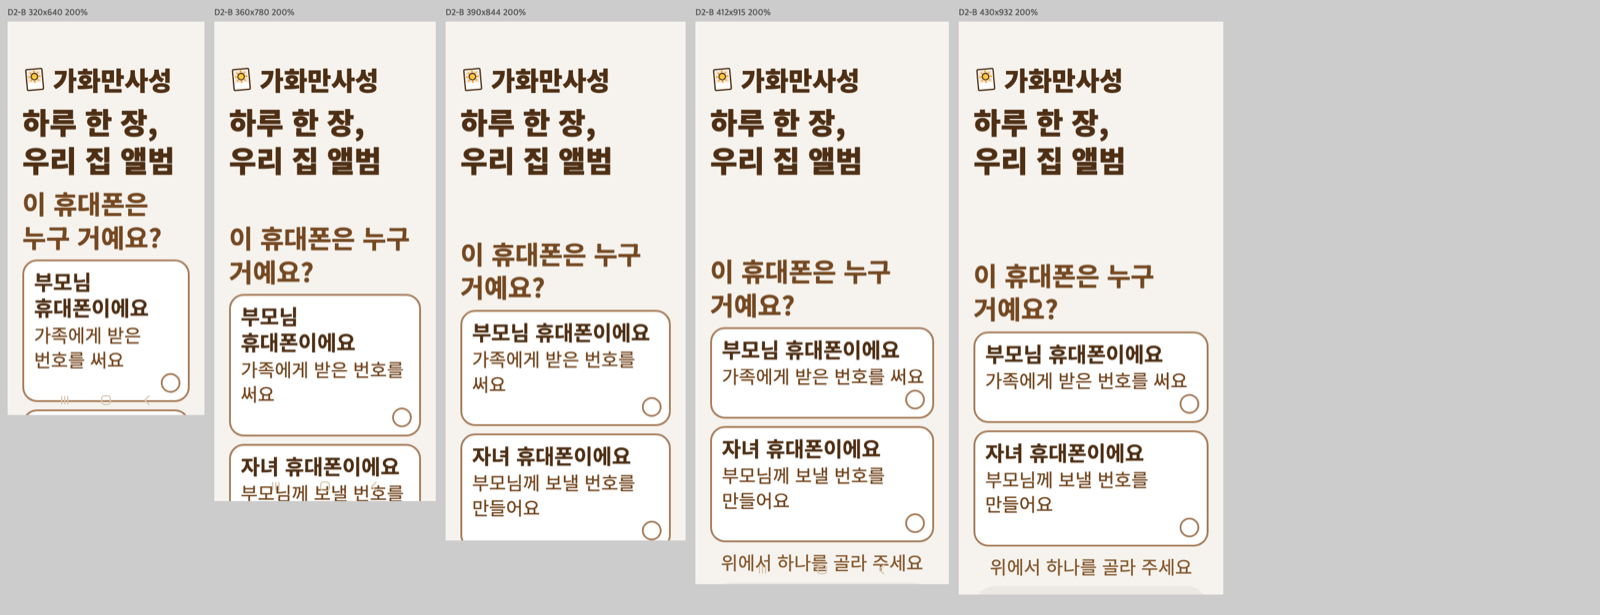 D2-B 320x640 200%
가화만사성
하루 한 장,
우리 집 앨범
이 휴대폰은
누구 거예요?
부모님
휴대폰이에요
가족에게 받은
번호를 써요
D2-B 360x780 200%
가화만사성
하루 한 장,
우리 집 앨범
이 휴대폰은 누구
거예요?
부모님
휴대폰이에요
가족에게 받은 번호를
써요
자녀 휴대폰이에요
부모님께 보낼 번호를
D2-B 390x844 200%
가화만사성
하루 한 장,
우리 집 앨범
이 휴대폰은 누구
거예요?
부모님 휴대폰이에요
가족에게 받은 번호를
써요
자녀 휴대폰이에요
부모님께 보낼 번호를
만들어요
D2-B 412x915 200%
가화만사성
하루 한 장,
우리 집 앨범
이 휴대폰은 누구
거예요?
부모님 휴대폰이에요
가족에게 받은 번호를 써요
자녀 휴대폰이에요
부모님께 보낼 번호를
만들어요
위에서 하나를 골라 주세요
D2-B 430x932 200%
가화만사성
하루 한 장,
우리 집 앨범
이 휴대폰은 누구
거예요?
부모님 휴대폰이에요
가족에게 받은 번호를 써요
자녀 휴대폰이에요
부모님께 보낼 번호를
만들어요
위에서 하나를 골라 주세요